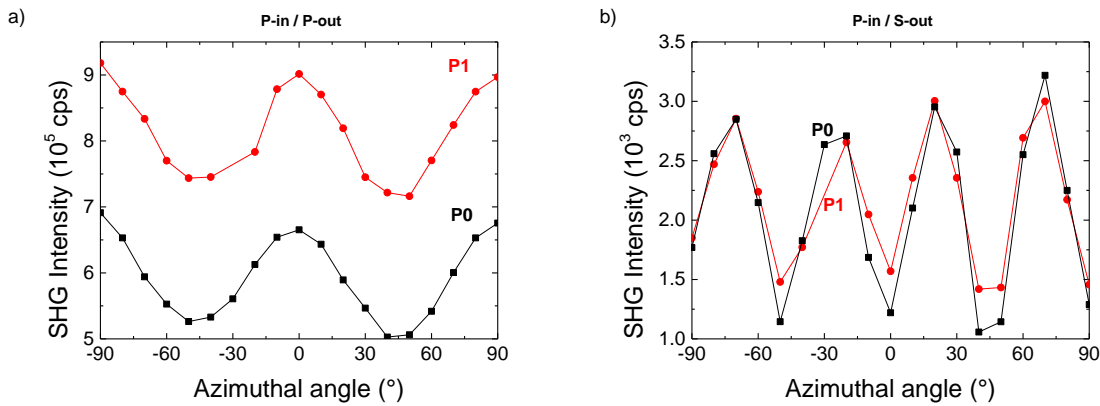 a)
P-in / P-out
P1
P0
9
8
7
6
5
-90
-60
-30
0
30
60
90
SHG Intensity (10⁵ cps)
Azimuthal angle (°)
b)
P-in / S-out
P0
P1
3.5
3.0
2.5
2.0
1.5
1.0
-90
-60
-30
0
30
60
90
SHG Intensity (10³ cps)
Azimuthal angle (°)